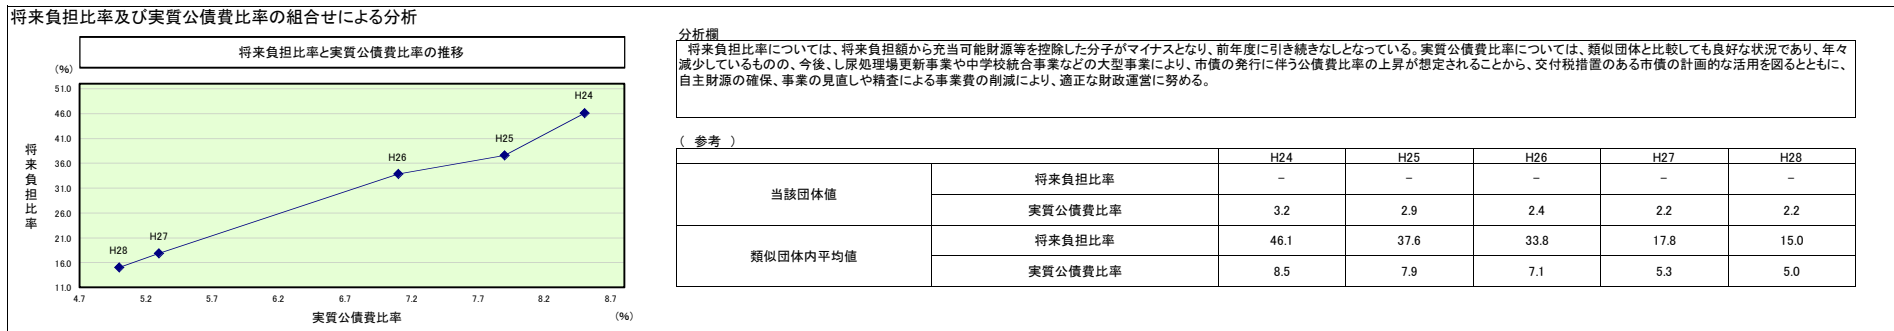 将来負担比率及び実質公債費比率の組合せによる分析
将来負担比率と実質公債費比率の推移
(%)
51.0
46.0
41.0
36.0
31.0
26.0
21.0
16.0
11.0
将来負担比率
H24
H25
H26
H27
H28
4.7 5.2 5.7 6.2 6.7 7.2 7.7 8.2 8.7
実質公債費比率
(%)
分析欄
将来負担比率については、将来負担額から充当可能財源等を控除した分子がマイナスとなり、前年度に引き続きなしとなっている。実質公債費比率については、類似団体と比較しても良好な状況であり、年々
減少しているものの、今後、し尿処理場更新事業や中学校統合事業などの大型事業により、市債の発行に伴う公債費比率の上昇が想定されることから、交付税措置のある市債の計画的な活用を図るとともに、
自主財源の確保、事業の見直しや精査による事業費の削減により、適正な財政運営に努める。
( 参考 )
H24 H25 H26 H27 H28
当該団体値
将来負担比率 － － － － －
実質公債費比率 3.2 2.9 2.4 2.2 2.2
類似団体内平均値
将来負担比率 46.1 37.6 33.8 17.8 15.0
実質公債費比率 8.5 7.9 7.1 5.3 5.0